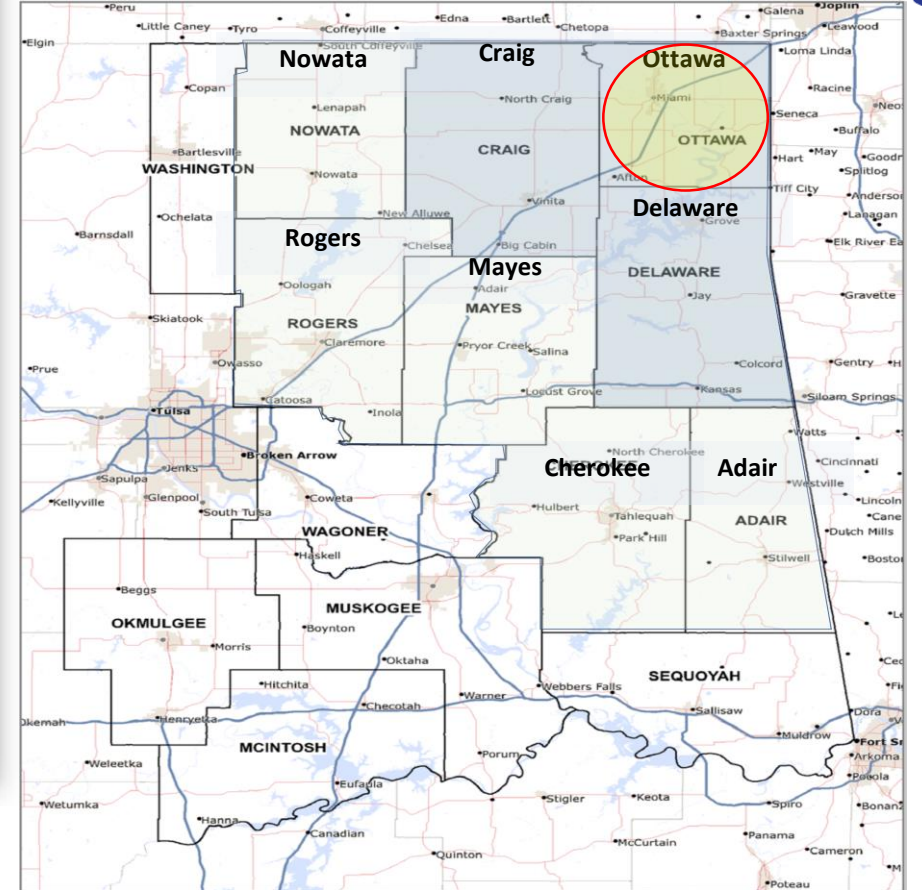 Peru
Edna
Bartlett
Galena
Joplin
Little Caney
Tyro
Coffeyville
Chetopa
Baxter Springs
Leawood
Elgin
South Coffeyville
Nowata
Craig
Ottawa
Loma Linda
Copan
Lenapah
North Craig
Miami
Racine
Neo
Seneca
NOWATA
OTTAWA
Buffalo
Bartlesville
CRAIG
Hart
May
Goodr
WASHINGTON
Nowata
Afton
Splitlog
Tiff City
Vinita
Delaware
Anderson
Ochelata
New Alluwe
Grove
Lanagan
Barnsdall
Rogers
Chelsea
Big Cabin
Elk River Ea
Mayes
DELAWARE
Oologah
Adair
Jay
Gravette
MAYES
Skiatook
ROGERS
Claremore
Pryor Creek
Salina
Prue
Owasso
Colcord
Gentry
H
Catoosa
Locust Grove
Kansas
Siloam Springs
Tulsa
Inola
Watts
Broken Arrow
North Cherokee
Jenks
Cherokee
Adair
Cincinnati
Sapulpa
Westville
Kellyville
Glenpool
Coweta
Hulbert
Lincoln
South Tulsa
Tahlequah
ADAIR
Cane
WAGONER
Park Hill
Dutch Mills
Haskell
Stilwell
Bosto
Beggs
MUSKOGEE
OKMULGEE
Boynton
Morris
Oktaha
SEQUOYAH
Hitchita
Webbers Falls
Warner
Checotah
Sallisaw
Dora
Okemah
Henryetta
Muldrow
Fort Sm
MCINTOSH
Porum
Arkoma
Weleetka
Pocola
Eufaula
Wetumka
Stigler
Keota
Spiro
Bonanz
Hanna
Canadian
McCurtain
Panama
Quinton
Cameron
Poteau